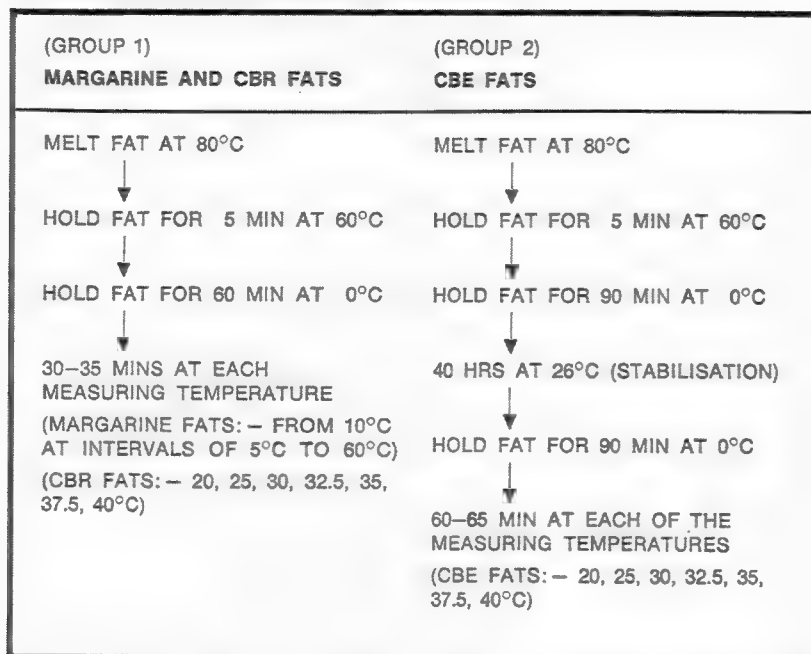 (GROUP 1)
MARGARINE AND CBR FATS
MELT FAT AT 80°C
HOLD FAT FOR 5 MIN AT 60°C
HOLD FAT FOR 60 MIN AT 0°C
30–35 MINS AT EACH
MEASURING TEMPERATURE
(MARGARINE FATS: – FROM 10°C
AT INTERVALS OF 5°C TO 60°C)
(CBR FATS: – 20, 25, 30, 32.5, 35,
37.5, 40°C)
(GROUP 2)
CBE FATS
MELT FAT AT 80°C
HOLD FAT FOR 5 MIN AT 60°C
HOLD FAT FOR 90 MIN AT 0°C
40 HRS AT 26°C (STABILISATION)
HOLD FAT FOR 90 MIN AT 0°C
60–65 MIN AT EACH OF THE
MEASURING TEMPERATURES
(CBE FATS: – 20, 25, 30, 32.5, 35,
37.5, 40°C)